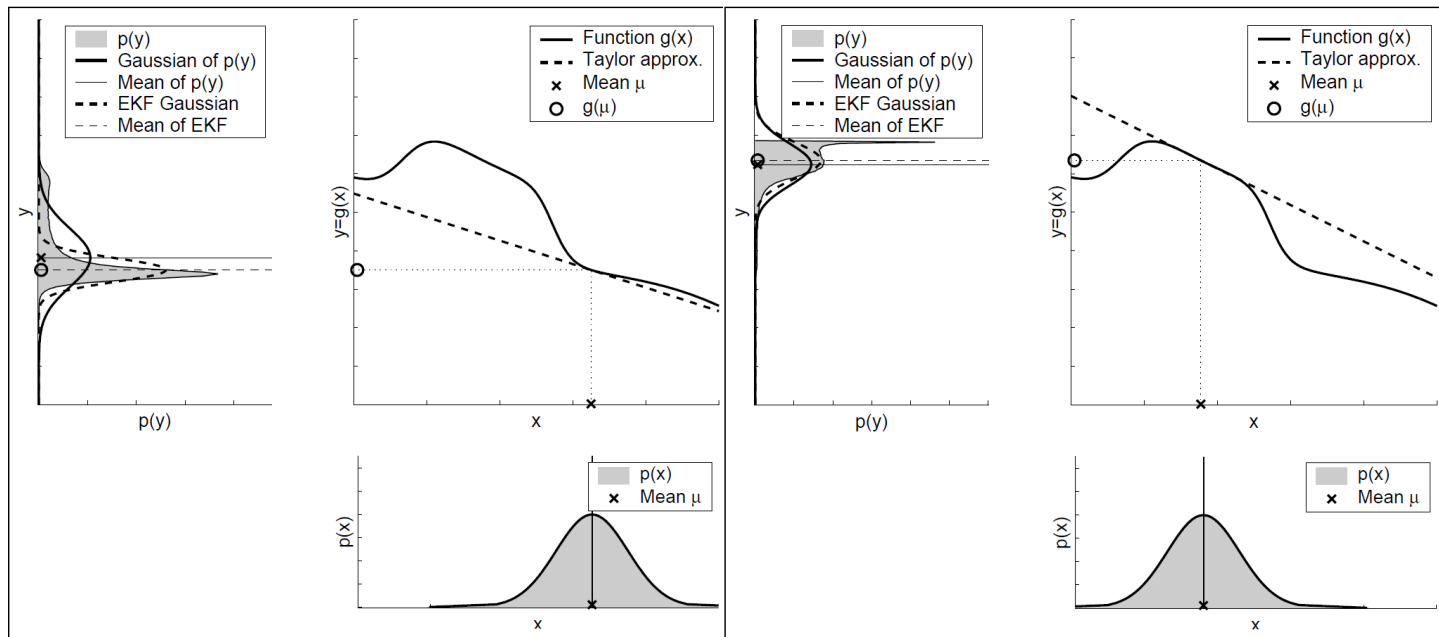 p(y)
Gaussian of p(y)
Mean of p(y)
EKF Gaussian
Mean of EKF
y
p(y)
Function g(x)
Taylor approx.
Mean μ
g(μ)
y=g(x)
x
p(x)
Mean μ
p(x)
x
p(y)
Gaussian of p(y)
Mean of p(y)
EKF Gaussian
Mean of EKF
y
p(y)
Function g(x)
Taylor approx.
Mean μ
g(μ)
y=g(x)
x
p(x)
Mean μ
p(x)
x